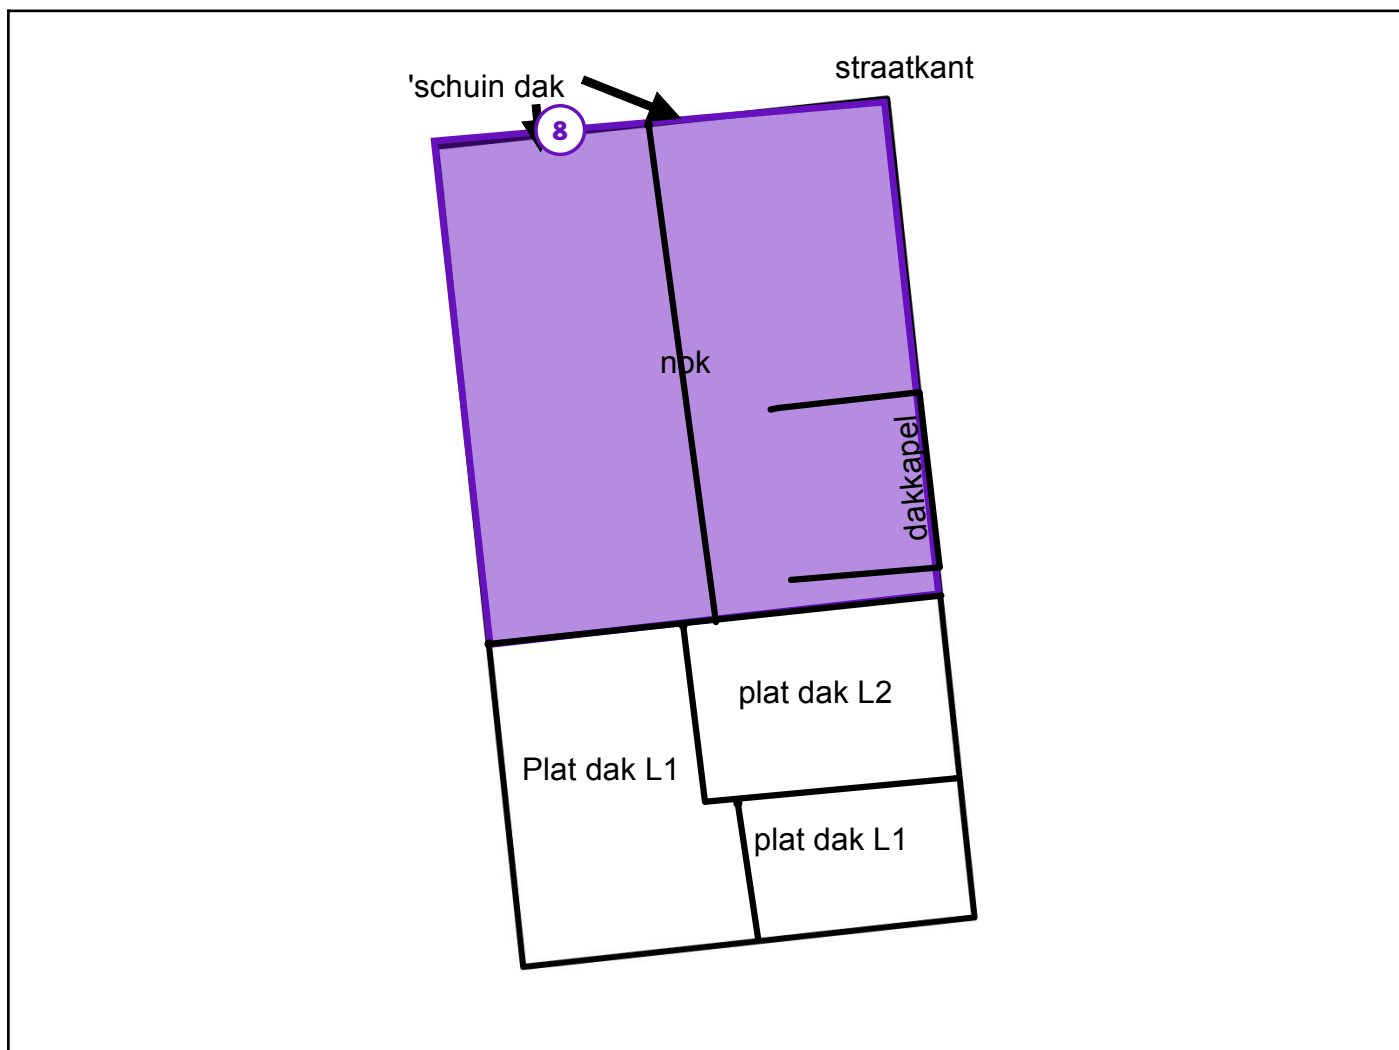 straatkant
'schuin dak
8
nok
dakkapel
plat dak L2
Plat dak L1
plat dak L1